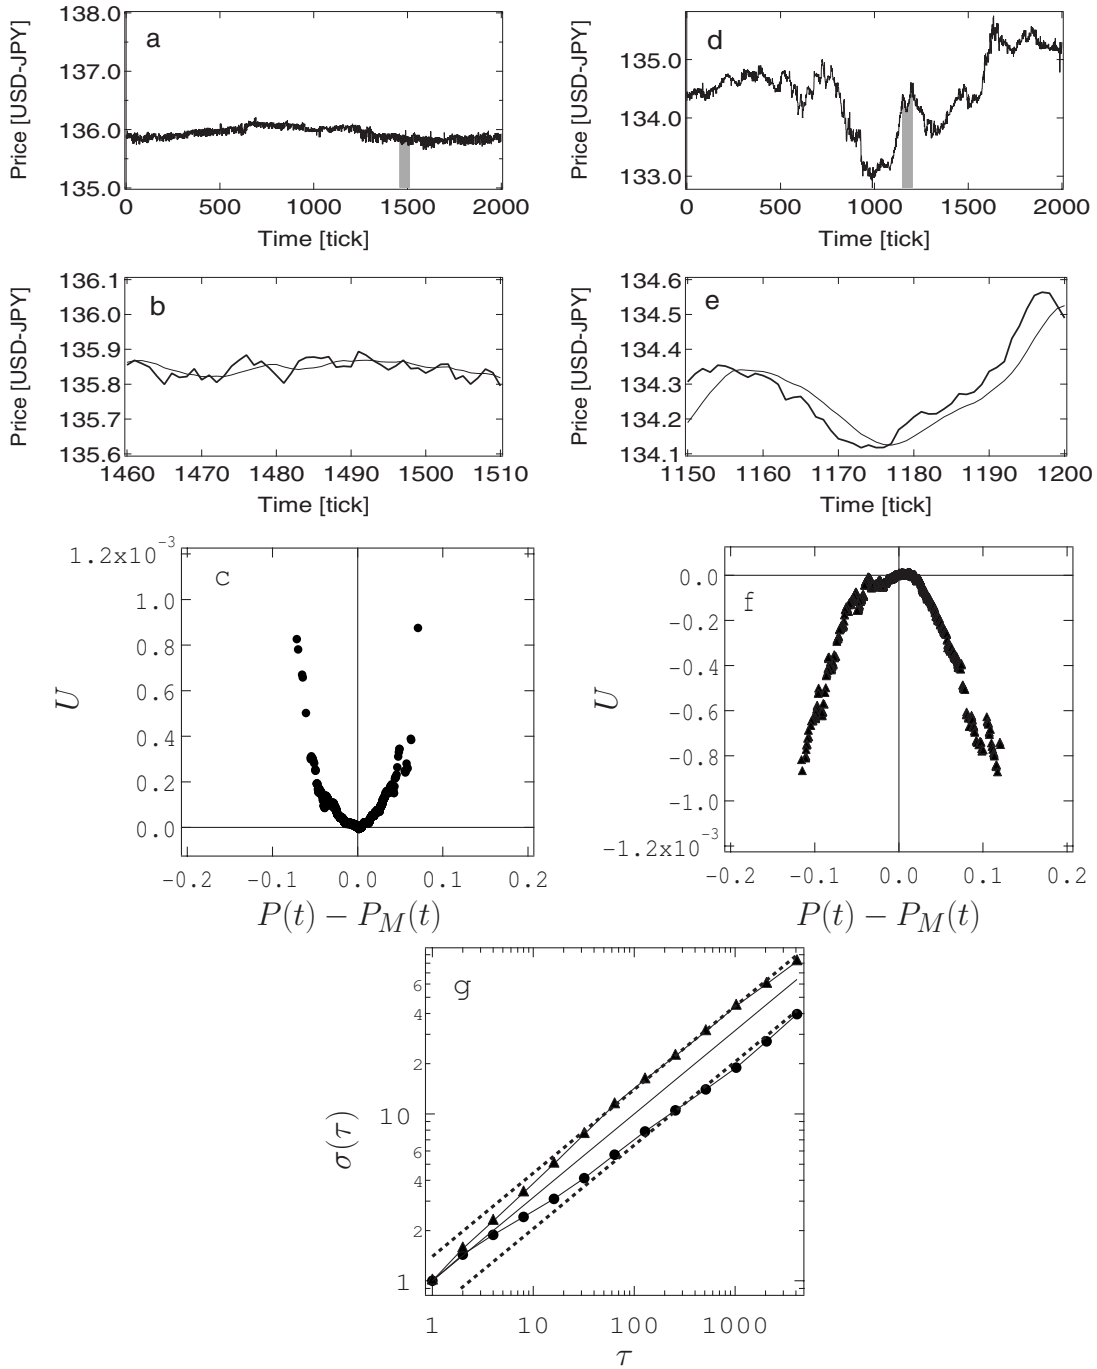 a
138.0
137.0
136.0
135.0
Price [USD-JPY]
0 500 1000 1500 2000
Time [tick]
d
135.0
134.0
133.0
Price [USD-JPY]
0 500 1000 1500 2000
Time [tick]
b
136.1
136.0
135.9
135.8
135.7
135.6
Price [USD-JPY]
1460 1470 1480 1490 1500 1510
Time [tick]
e
134.6
134.5
134.4
134.3
134.2
134.1
Price [USD-JPY]
1150 1160 1170 1180 1190 1200
Time [tick]
c
1.2x10⁻³
1.0
0.8
0.6
0.4
0.2
0.0
U
-0.2 -0.1 0.0 0.1 0.2
P(t) − P_M(t)
f
0.0
-0.2
-0.4
-0.6
-0.8
-1.0
-1.2x10⁻³
U
-0.2 -0.1 0.0 0.1 0.2
P(t) − P_M(t)
g
6
4
2
10
6
4
2
1
σ(τ)
1 10 100 1000
τ